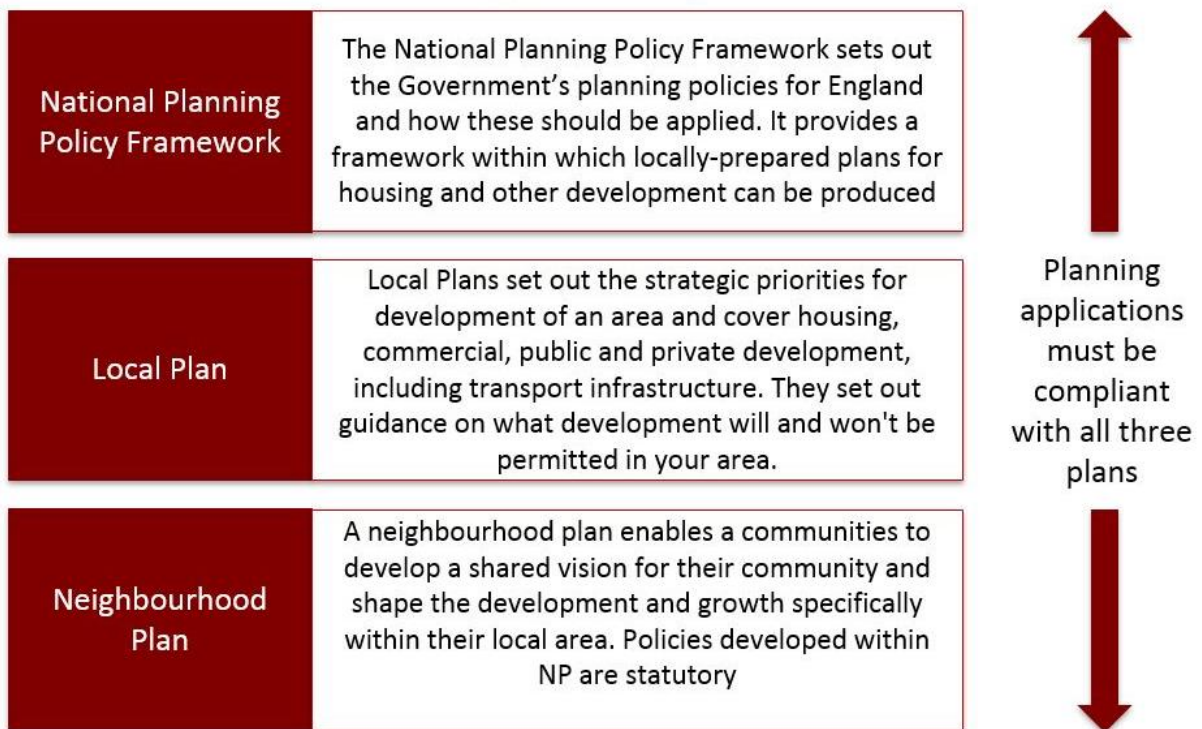 National Planning
Policy Framework
The National Planning Policy Framework sets out
the Government’s planning policies for England
and how these should be applied. It provides a
framework within which locally-prepared plans for
housing and other development can be produced
Local Plan
Local Plans set out the strategic priorities for
development of an area and cover housing,
commercial, public and private development,
including transport infrastructure. They set out
guidance on what development will and won't be
permitted in your area.
Neighbourhood
Plan
A neighbourhood plan enables a communities to
develop a shared vision for their community and
shape the development and growth specifically
within their local area. Policies developed within
NP are statutory
Planning
applications
must be
compliant
with all three
plans